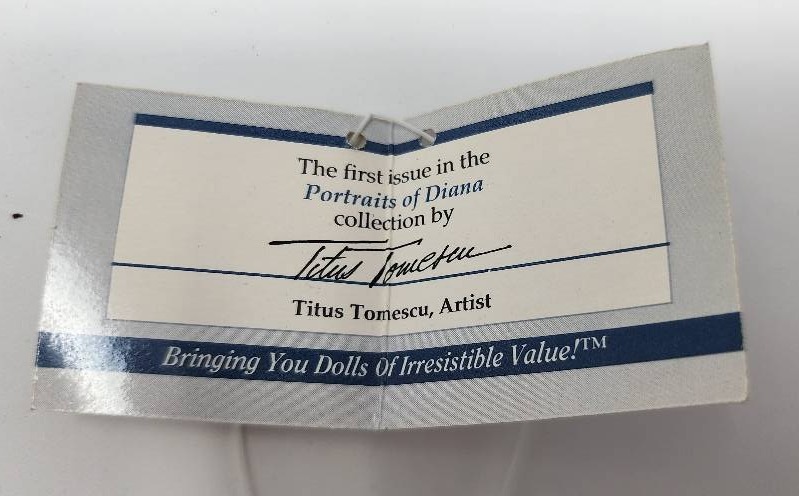 The first issue in the
Portraits of Diana
collection by
Titus Tomescu
Titus Tomescu, Artist
Bringing You Dolls Of Irresistible Value!™